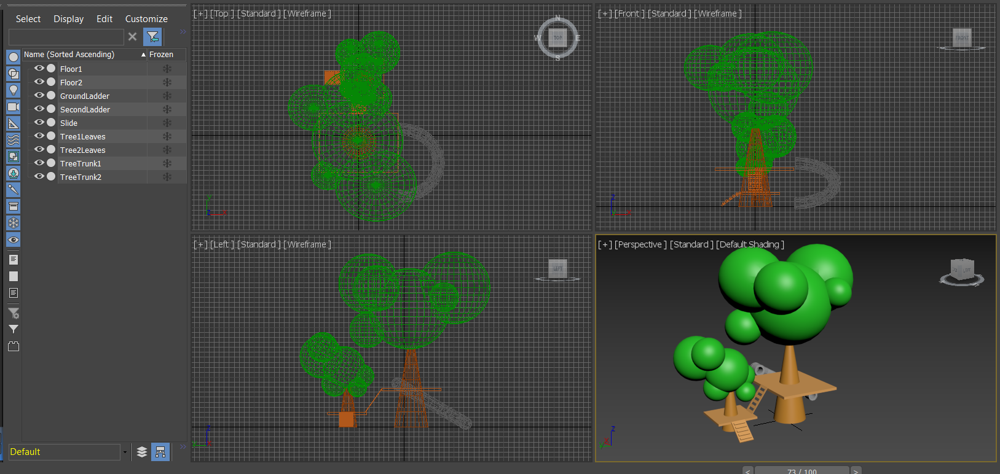 Select Display Edit Customize
Name (Sorted Ascending) ▲ Frozen
Floor1
Floor2
GroundLadder
SecondLadder
Slide
Tree1Leaves
Tree2Leaves
TreeTrunk1
TreeTrunk2
Default
[+] [Top ] [Standard ] [Wireframe ]
N
W TOP E
S
y
z x
[+] [Front ] [Standard ] [Wireframe ]
FRONT
z
y x
[+] [Left ] [Standard ] [Wireframe ]
LEFT
z
y
[+] [Perspective ] [Standard ] [Default Shading ]
LEFT
z
x
y
< 73 / 100 >